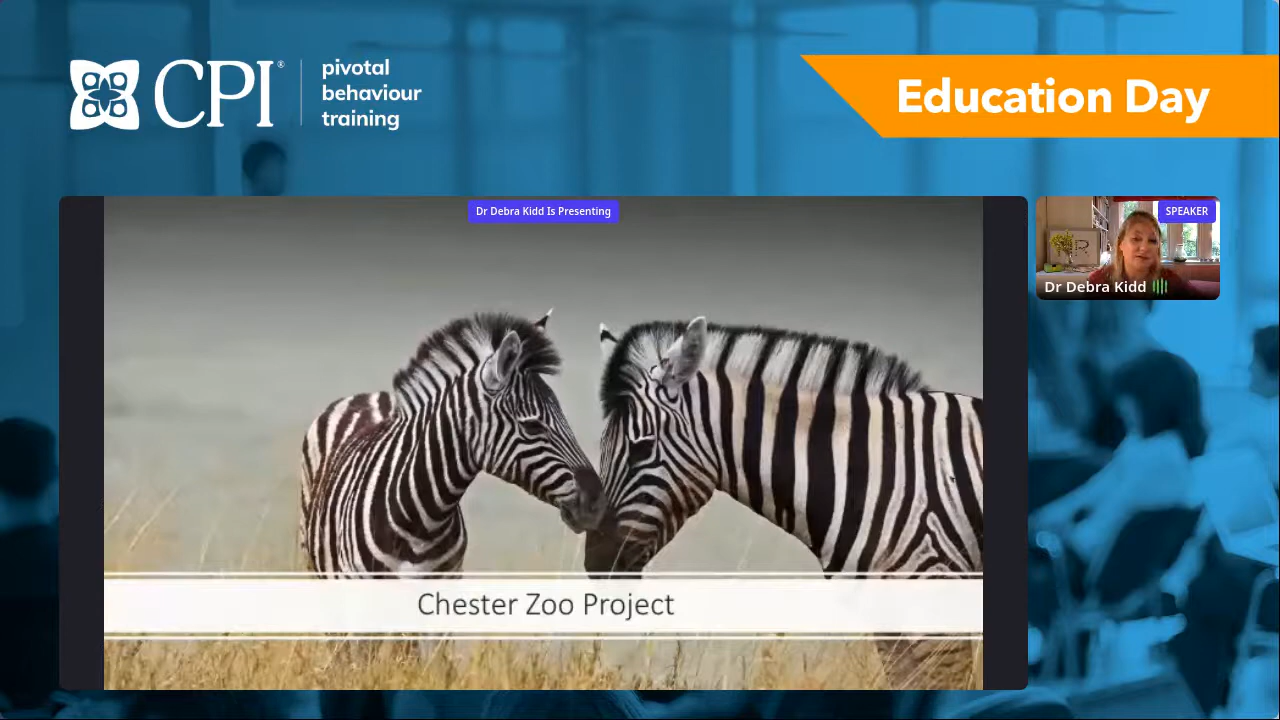 CPI®
pivotal
behaviour
training
Education Day
Dr Debra Kidd Is Presenting
SPEAKER
Dr Debra Kidd
Chester Zoo Project